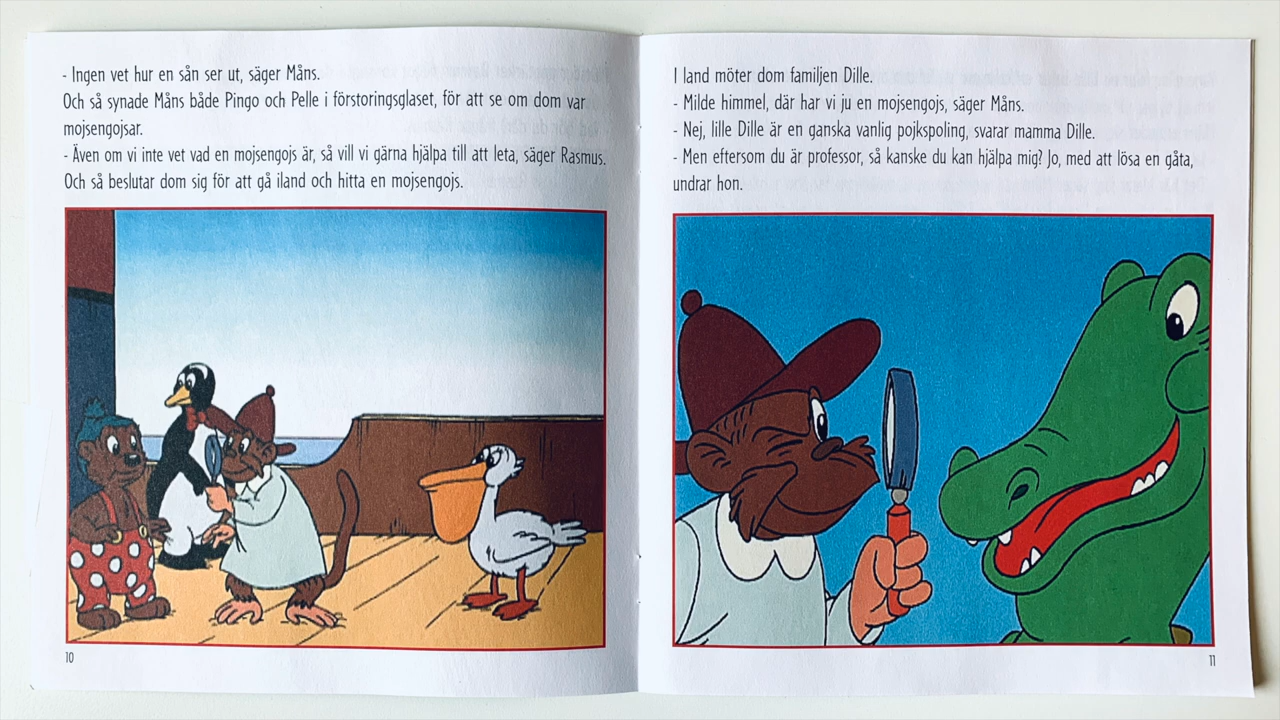 - Ingen vet hur en sån ser ut, säger Måns.
Och så synade Måns både Pingo och Pelle i förstoringsglaset, för att se om dom var
mojsengojsar.
- Även om vi inte vet vad en mojsengojs är, så vill vi gärna hjälpa till att leta, säger Rasmus.
Och så beslutar dom sig för att gå iland och hitta en mojsengojs.
10
I land möter dom familjen Dille.
- Milde himmel, där har vi ju en mojsengojs, säger Måns.
- Nej, lille Dille är en ganska vanlig pojkspoling, svarar mamma Dille.
- Men eftersom du är professor, så kanske du kan hjälpa mig? Jo, med att lösa en gåta,
undrar hon.
11